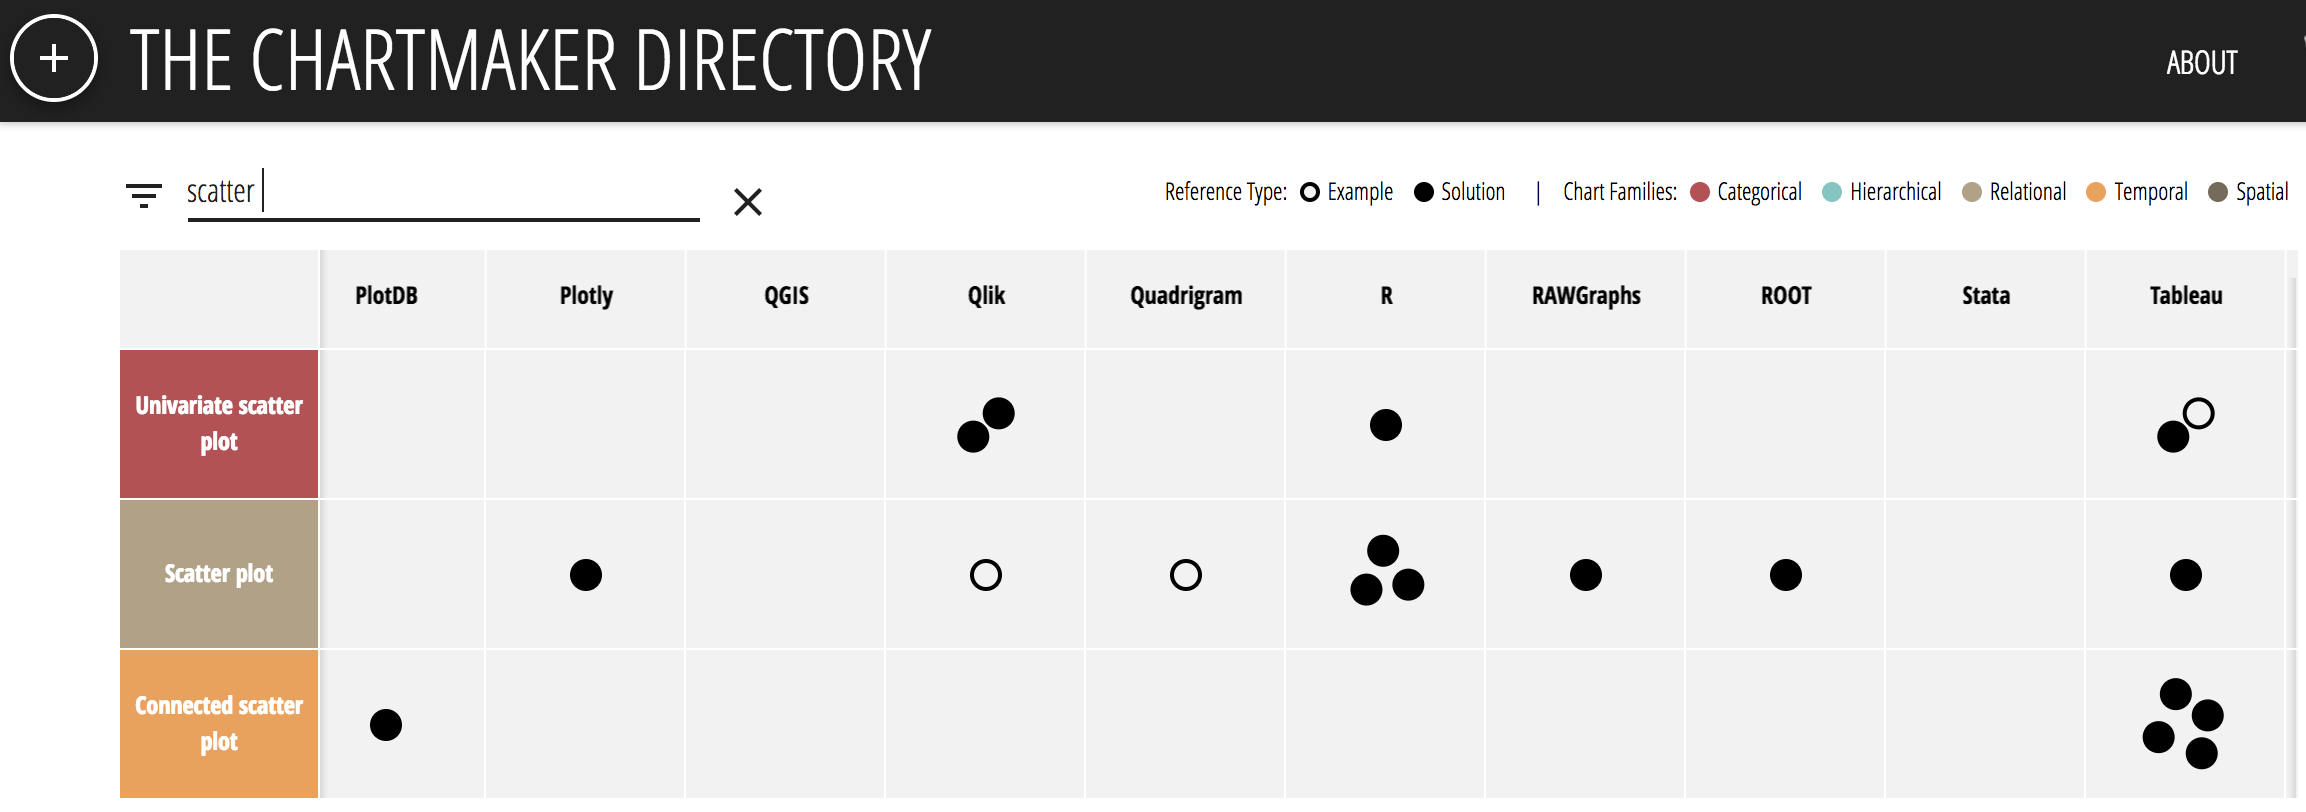 THE CHARTMAKER DIRECTORY
ABOUT
scatter
Reference Type: Example Solution | Chart Families: Categorical Hierarchical Relational Temporal Spatial
PlotDB Plotly QGIS Qlik Quadrigram R RAWGraphs ROOT Stata Tableau
Univariate scatter
plot
Scatter plot
Connected scatter
plot